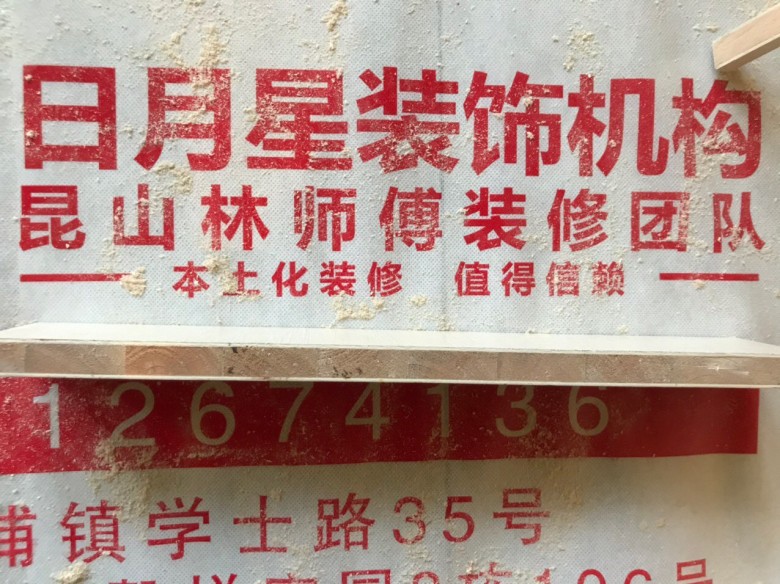 日月星装饰机构
昆山林师傅装修团队
本土化装修 值得信赖
12674136
浦镇学士路35号